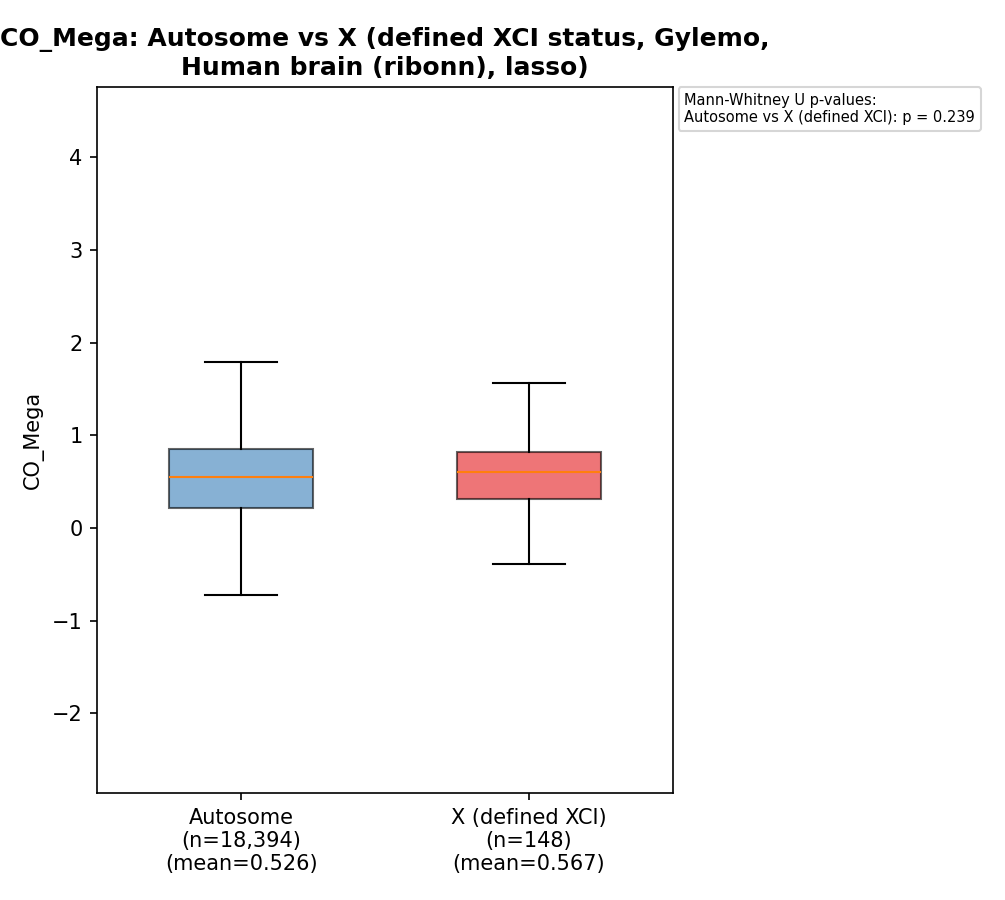 CO_Mega: Autosome vs X (defined XCI status, Gylemo,
Human brain (ribonn), lasso)
Mann-Whitney U p-values:
Autosome vs X (defined XCI): p = 0.239
4
3
2
1
0
−1
−2
CO_Mega
Autosome
(n=18,394)
(mean=0.526)
X (defined XCI)
(n=148)
(mean=0.567)